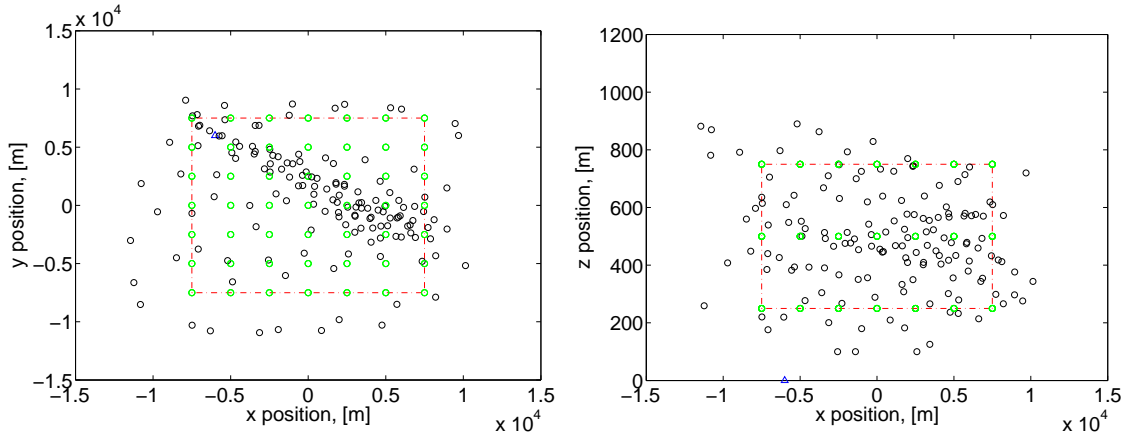 x 10^4
1.5
1
0.5
0
−0.5
−1
−1.5
y position, [m]
−1.5 −1 −0.5 0 0.5 1 1.5
x position, [m]
x 10^4
1200
1000
800
600
400
200
0
z position, [m]
−1.5 −1 −0.5 0 0.5 1 1.5
x position, [m]
x 10^4